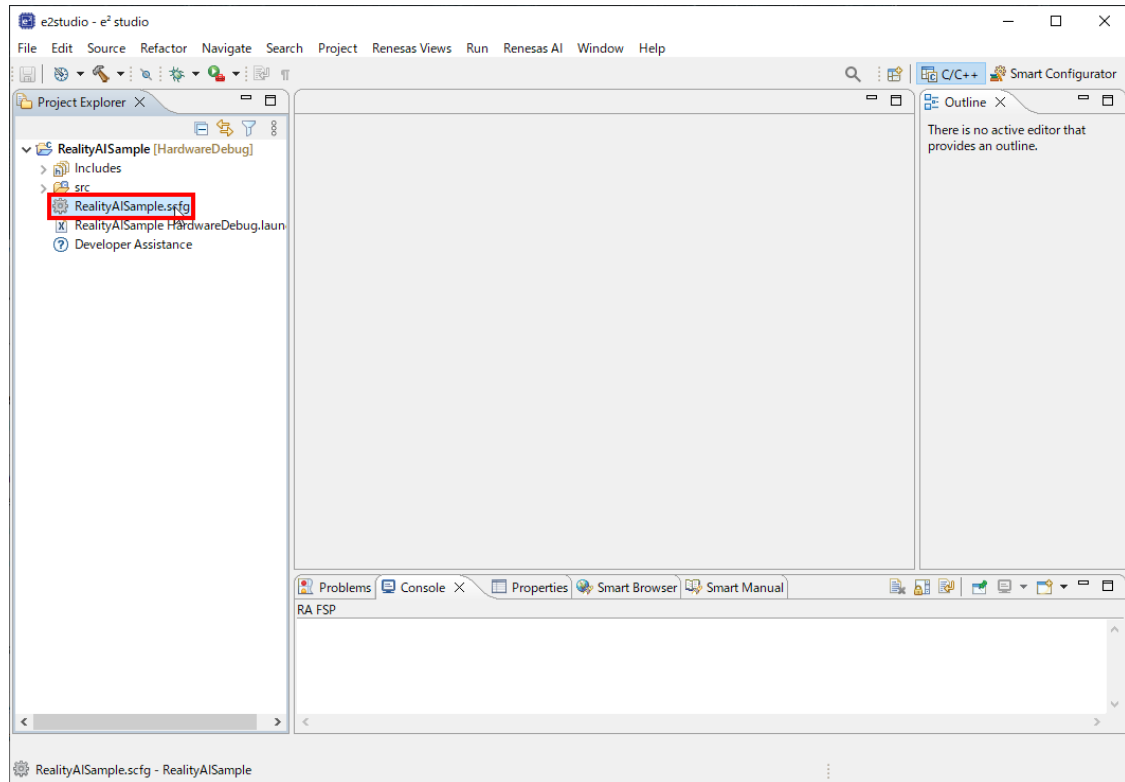 e2studio - e² studio
File Edit Source Refactor Navigate Search Project Renesas Views Run Renesas AI Window Help
C/C++ Smart Configurator
Project Explorer
RealityAISample [HardwareDebug]
Includes
src
RealityAISample.scfg
RealityAISample HardwareDebug.laun
Developer Assistance
Outline
There is no active editor that
provides an outline.
Problems Console Properties Smart Browser Smart Manual
RA FSP
RealityAISample.scfg - RealityAISample